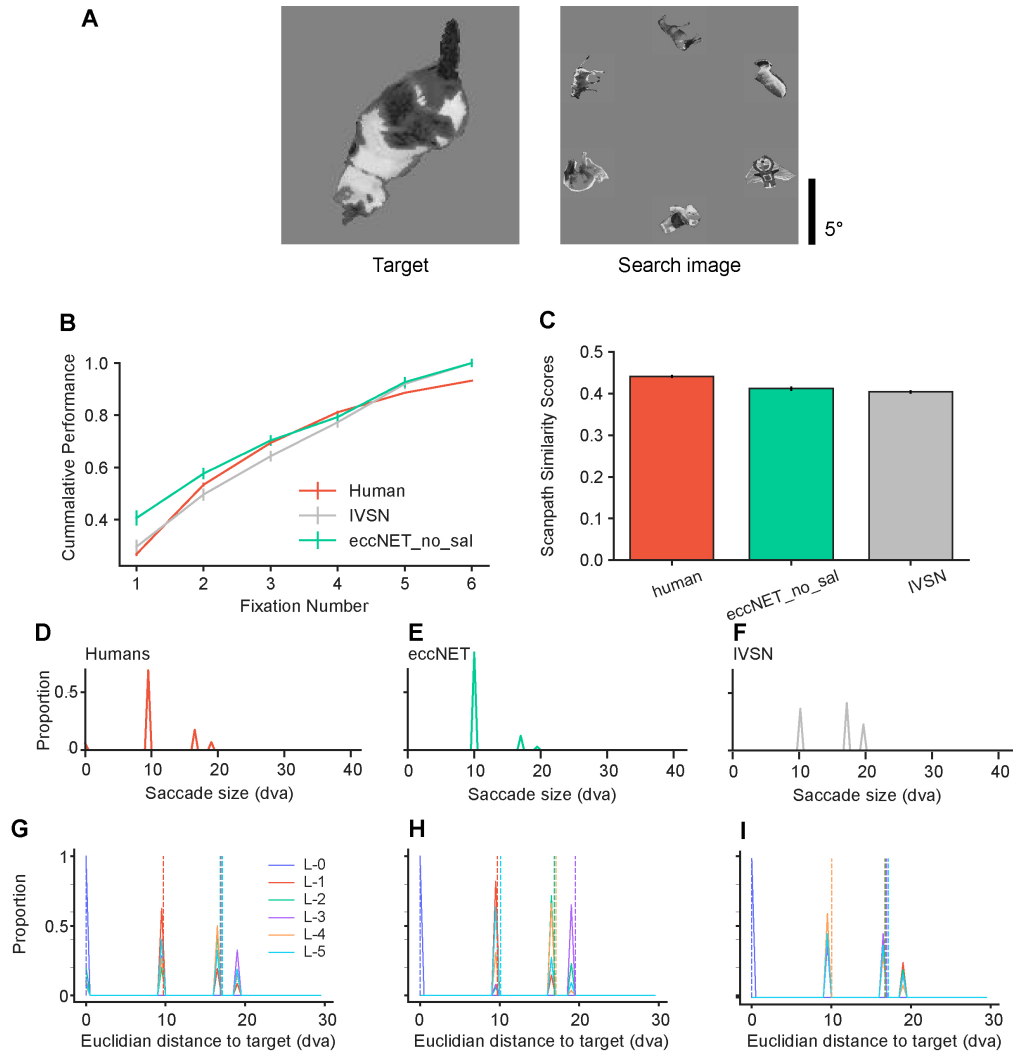 A
Target
Search image
5°
B
Cummalative Performance
1.0
0.8
0.6
0.4
1 2 3 4 5 6
Fixation Number
Human
IVSN
eccNET_no_sal
C
Scanpath Similarity Scores
0.5
0.4
0.3
0.2
0.1
0.0
human
eccNET_no_sal
IVSN
D
Humans
Proportion
0.5
0
0 10 20 30 40
Saccade size (dva)
E
eccNET
0 10 20 30 40
Saccade size (dva)
F
IVSN
0 10 20 30 40
Saccade size (dva)
G
Proportion
1
0.5
0
L-0
L-1
L-2
L-3
L-4
L-5
0 10 20 30
Euclidian distance to target (dva)
H
0 10 20 30
Euclidian distance to target (dva)
I
0 10 20 30
Euclidian distance to target (dva)